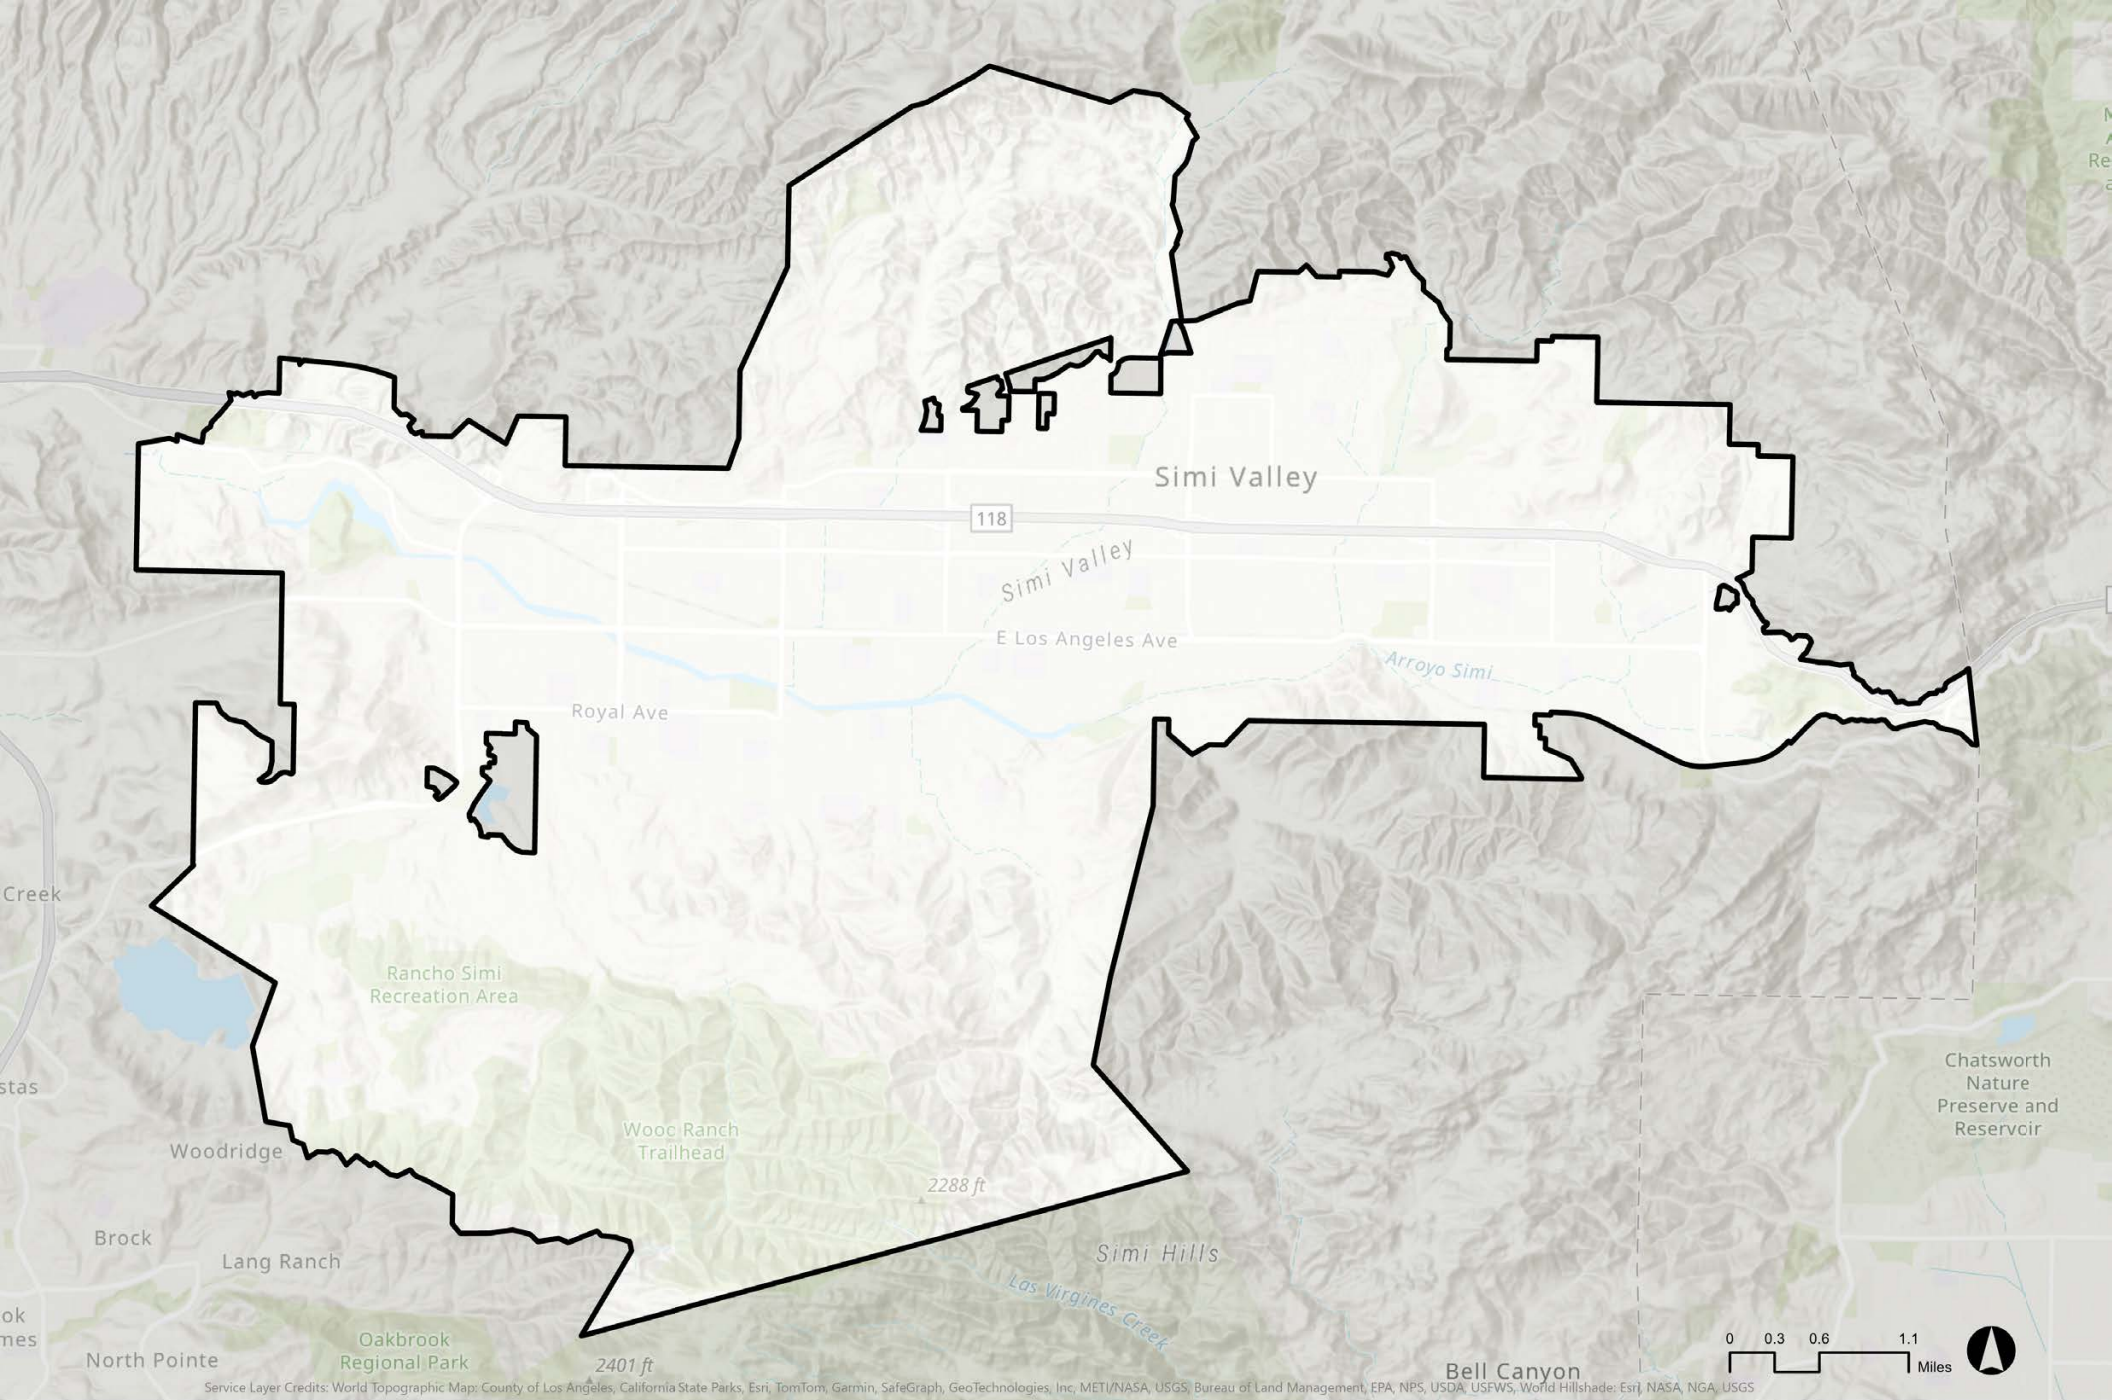 M
A
Re
a
Simi Valley
118
Simi Valley
E Los Angeles Ave
Arroyo Simi
Royal Ave
Creek
Rancho Simi
Recreation Area
Chatsworth
Nature
Preserve and
Reservoir
stas
Wooc Ranch
Trailhead
Woodridge
2288 ft
Brock
Lang Ranch
Simi Hills
Las Virgines Creek
ok
mes
Oakbrook
Regional Park
North Pointe
2401 ft
Bell Canyon
0 0.3 0.6 1.1
Miles
Service Layer Credits: World Topographic Map: County of Los Angeles, California State Parks, Esri, TomTom, Garmin, SafeGraph, GeoTechnologies, Inc, METI/NASA, USGS, Bureau of Land Management, EPA, NPS, USDA, USFWS, World Hillshade: Esri, NASA, NGA, USGS